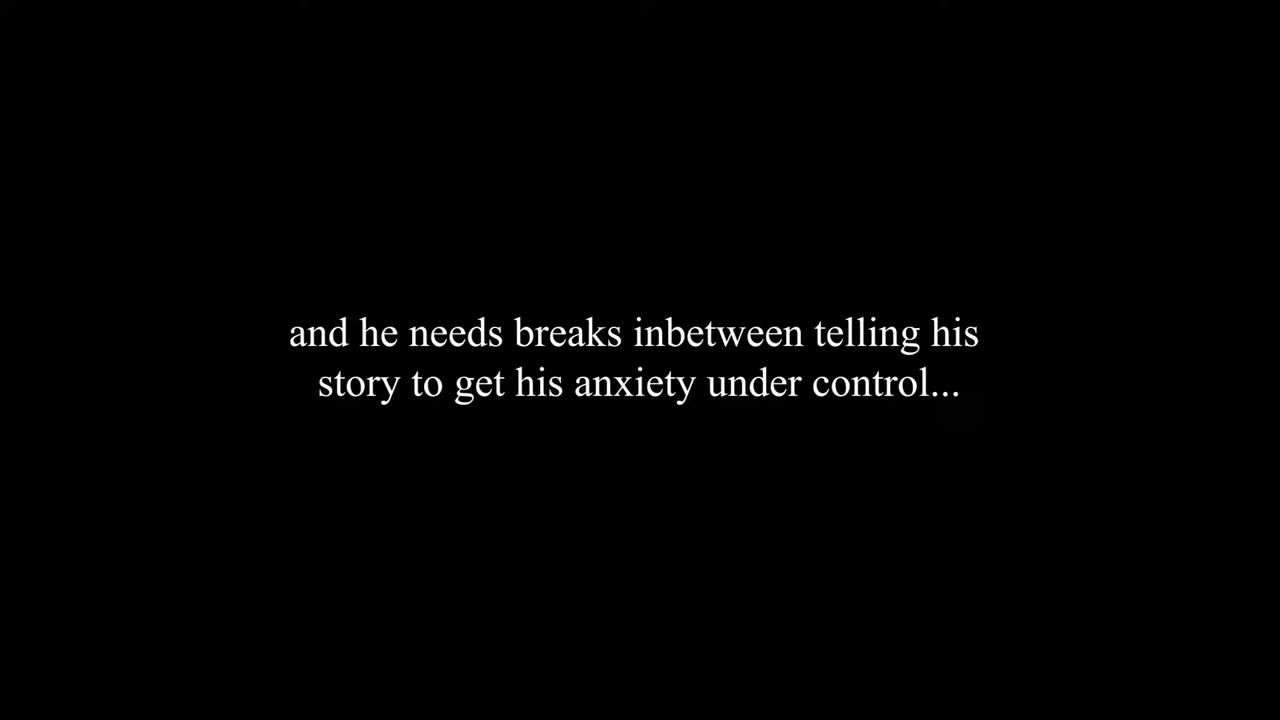 and he needs breaks inbetween telling his
story to get his anxiety under control...